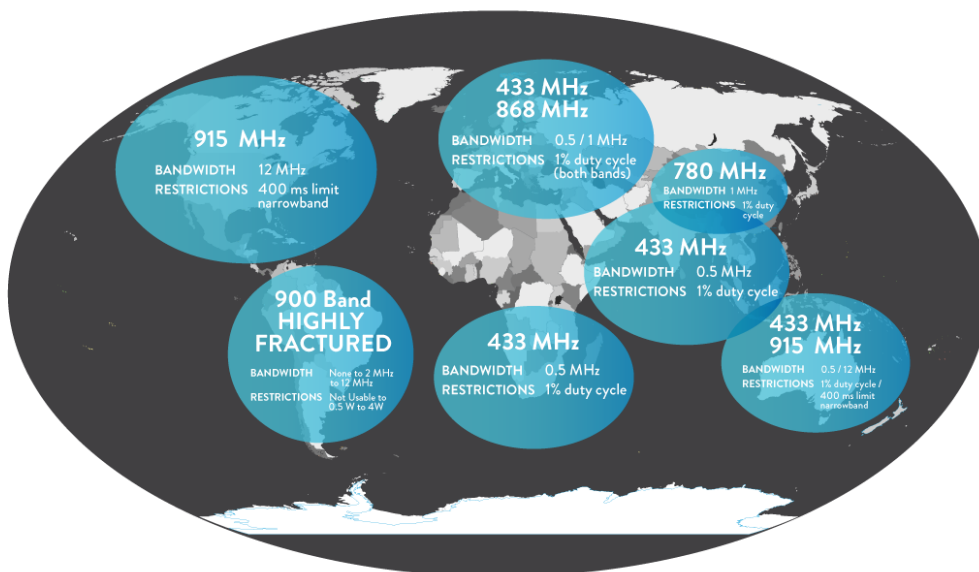 915 MHz
BANDWIDTH 12 MHz
RESTRICTIONS 400 ms limit
narrowband
433 MHz
868 MHz
BANDWIDTH 0.5 / 1 MHz
RESTRICTIONS 1% duty cycle
(both bands)
780 MHz
BANDWIDTH 1 MHz
RESTRICTIONS 1% duty
cycle
433 MHz
BANDWIDTH 0.5 MHz
RESTRICTIONS 1% duty cycle
900 Band
HIGHLY
FRACTURED
BANDWIDTH None to 2 MHz
to 12 MHz
RESTRICTIONS Not Usable to
0.5 W to 4W
433 MHz
BANDWIDTH 0.5 MHz
RESTRICTIONS 1% duty cycle
433 MHz
915 MHz
BANDWIDTH 0.5 / 12 MHz
RESTRICTIONS 1% duty cycle /
400 ms limit
narrowband